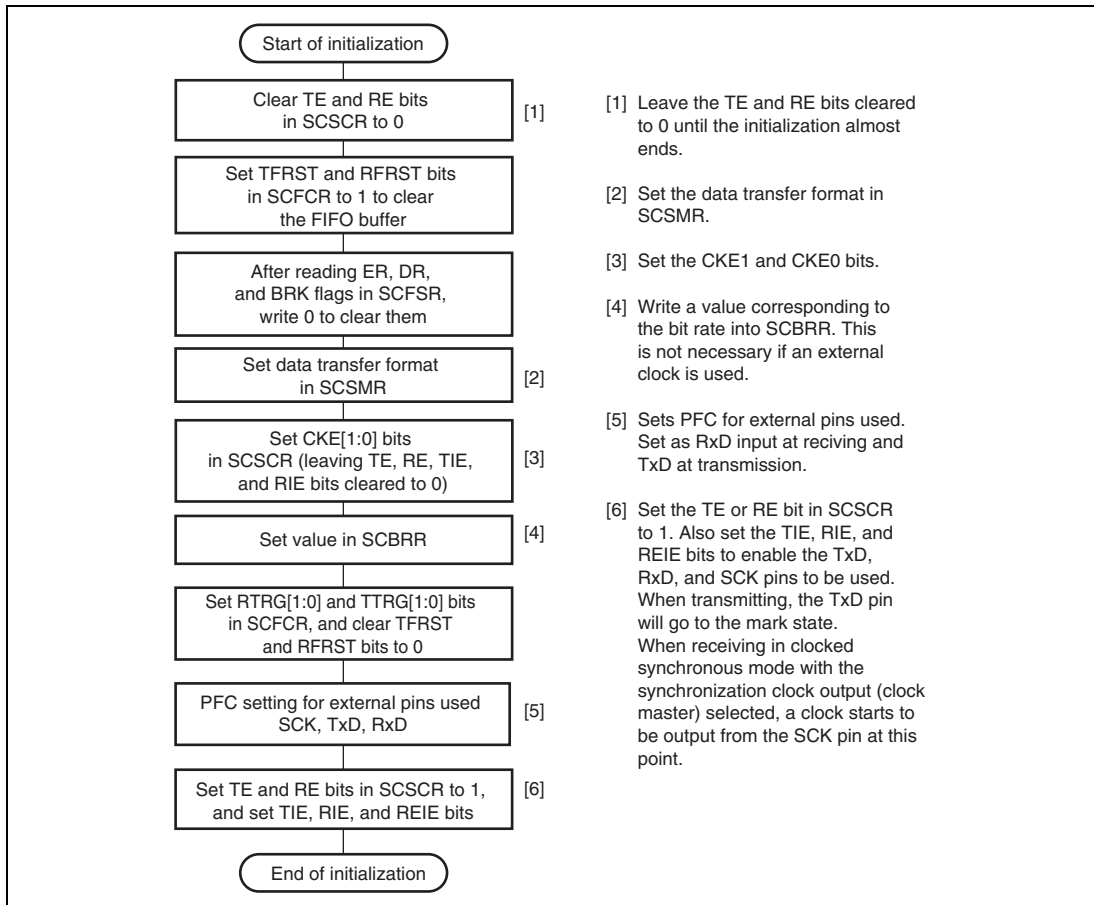 Start of initialization
Clear TE and RE bits
in SCSCR to 0
[1]
Set TFRST and RFRST bits
in SCFCR to 1 to clear
the FIFO buffer
After reading ER, DR,
and BRK flags in SCFSR,
write 0 to clear them
Set data transfer format
in SCSMR
[2]
Set CKE[1:0] bits
in SCSCR (leaving TE, RE, TIE,
and RIE bits cleared to 0)
[3]
Set value in SCBRR
[4]
Set RTRG[1:0] and TTRG[1:0] bits
in SCFCR, and clear TFRST
and RFRST bits to 0
PFC setting for external pins used
SCK, TxD, RxD
[5]
Set TE and RE bits in SCSCR to 1,
and set TIE, RIE, and REIE bits
[6]
End of initialization
[1] Leave the TE and RE bits cleared
to 0 until the initialization almost
ends.
[2] Set the data transfer format in
SCSMR.
[3] Set the CKE1 and CKE0 bits.
[4] Write a value corresponding to
the bit rate into SCBRR. This
is not necessary if an external
clock is used.
[5] Sets PFC for external pins used.
Set as RxD input at reciving and
TxD at transmission.
[6] Set the TE or RE bit in SCSCR
to 1. Also set the TIE, RIE, and
REIE bits to enable the TxD,
RxD, and SCK pins to be used.
When transmitting, the TxD pin
will go to the mark state.
When receiving in clocked
synchronous mode with the
synchronization clock output (clock
master) selected, a clock starts to
be output from the SCK pin at this
point.